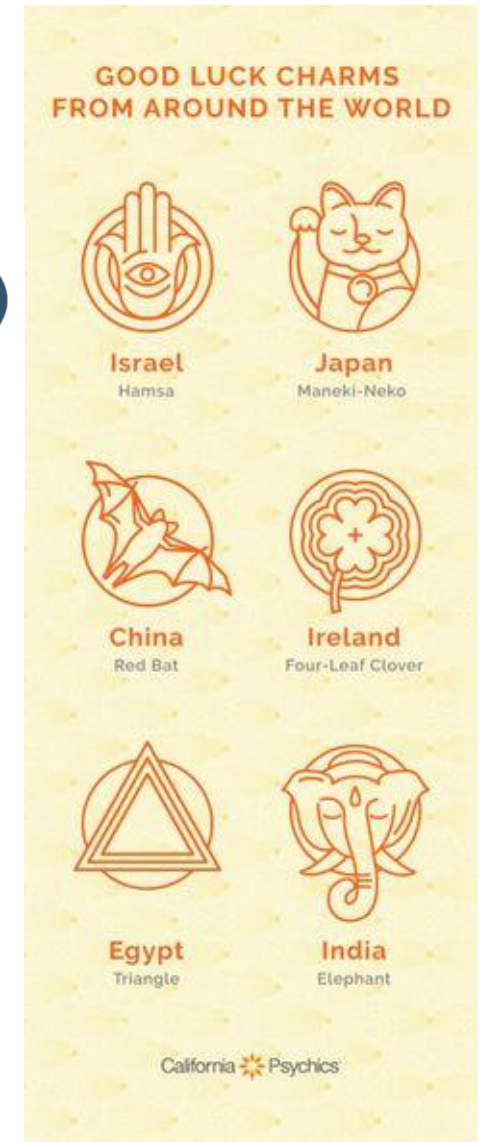 GOOD LUCK CHARMS
FROM AROUND THE WORLD
Israel
Hamsa
Japan
Maneki-Neko
China
Red Bat
Ireland
Four-Leaf Clover
Egypt
Triangle
India
Elephant
California Psychics